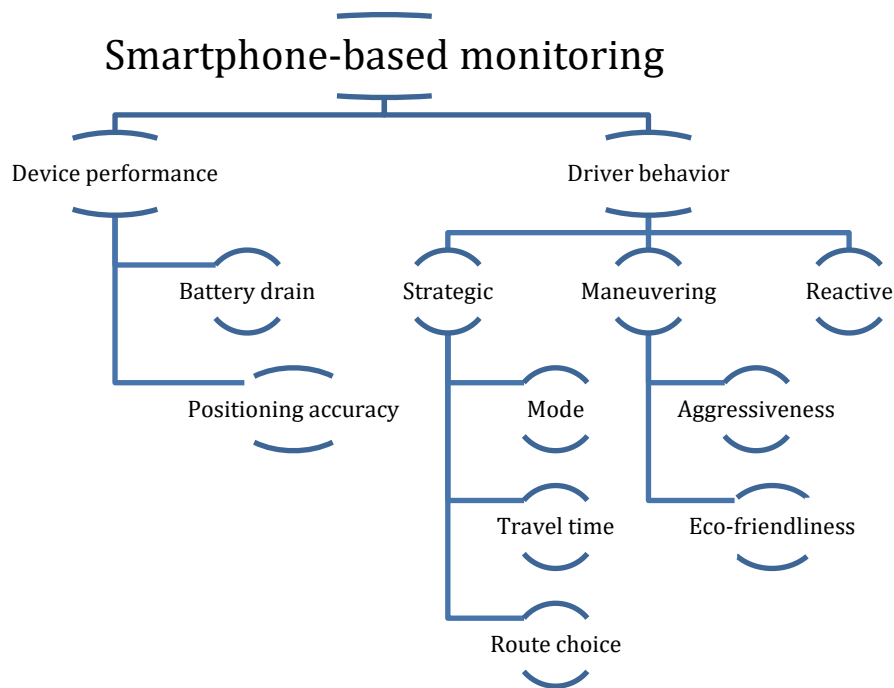 Smartphone-based monitoring
Device performance
Driver behavior
Battery drain
Strategic
Maneuvering
Reactive
Positioning accuracy
Mode
Aggressiveness
Travel time
Eco-friendliness
Route choice